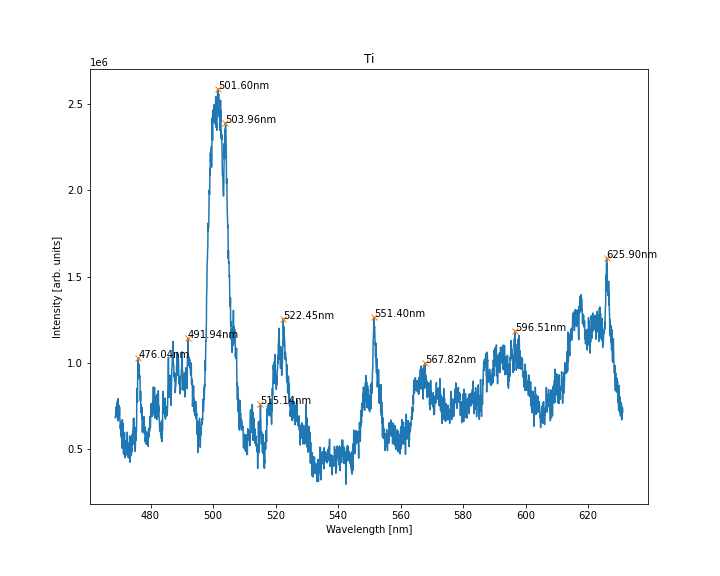 Ti
1e6
501.60nm
503.96nm
625.90nm
522.45nm
551.40nm
491.94nm
596.51nm
476.04nm
567.82nm
515.14nm
2.5
2.0
1.5
1.0
0.5
Intensity [arb. units]
480 500 520 540 560 580 600 620
Wavelength [nm]